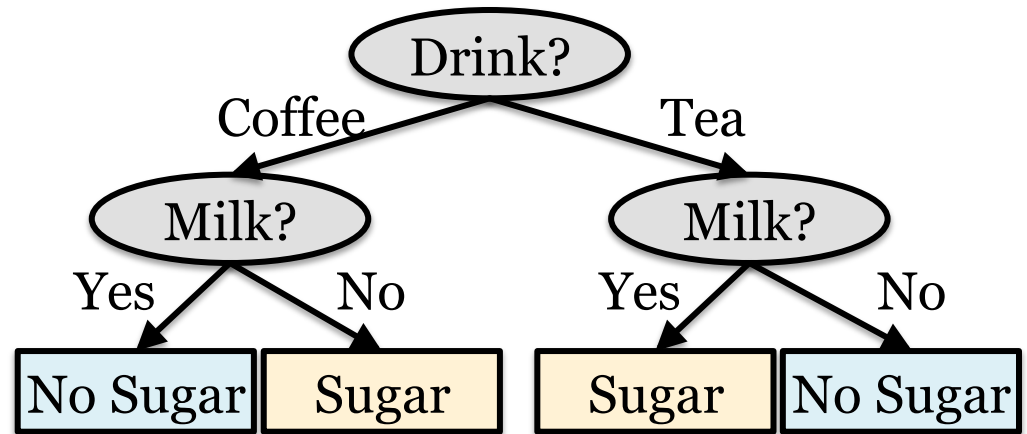 Drink?
Coffee Tea
Milk? Milk?
Yes No Yes No
No Sugar Sugar Sugar No Sugar